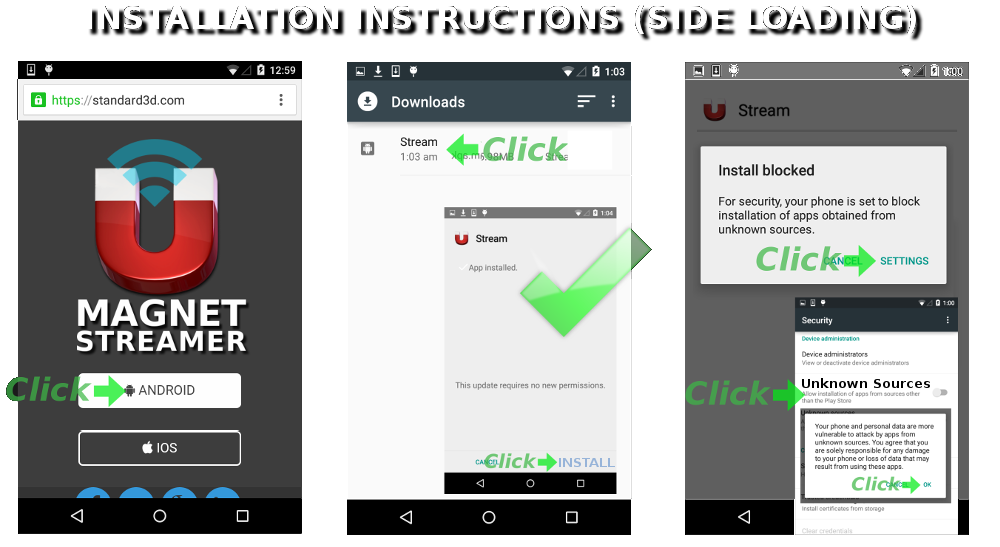 INSTALLATION INSTRUCTIONS (SIDE LOADING)
12:59
https://standard3d.com
MAGNET
STREAMER
Click
ANDROID
IOS
1:03
Downloads
Stream
Click
1:03 am
.98MB
Strea
1:04
Stream
App installed.
This update requires no new permissions.
Click
INSTALL
Stream
Install blocked
For security, your phone is set to block
installation of apps obtained from
unknown sources.
Click
CANCEL
SETTINGS
1:00
Security
Device administration
Device administrators
View or deactivate device administrators
Click
Unknown Sources
Allow installation of apps from sources other
than the Play Store
Unknown sources
Your phone and personal data are more
vulnerable to attack by apps from
unknown sources. You agree that you
are solely responsible for any damage
to your phone or loss of data that may
result from using these apps.
Click
OK
Install certificates from storage
Clear credentials